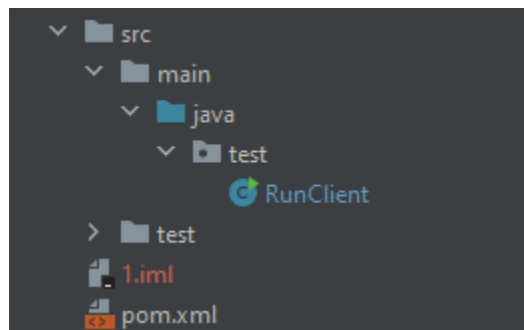 src
main
java
test
RunClient
test
1.iml
pom.xml